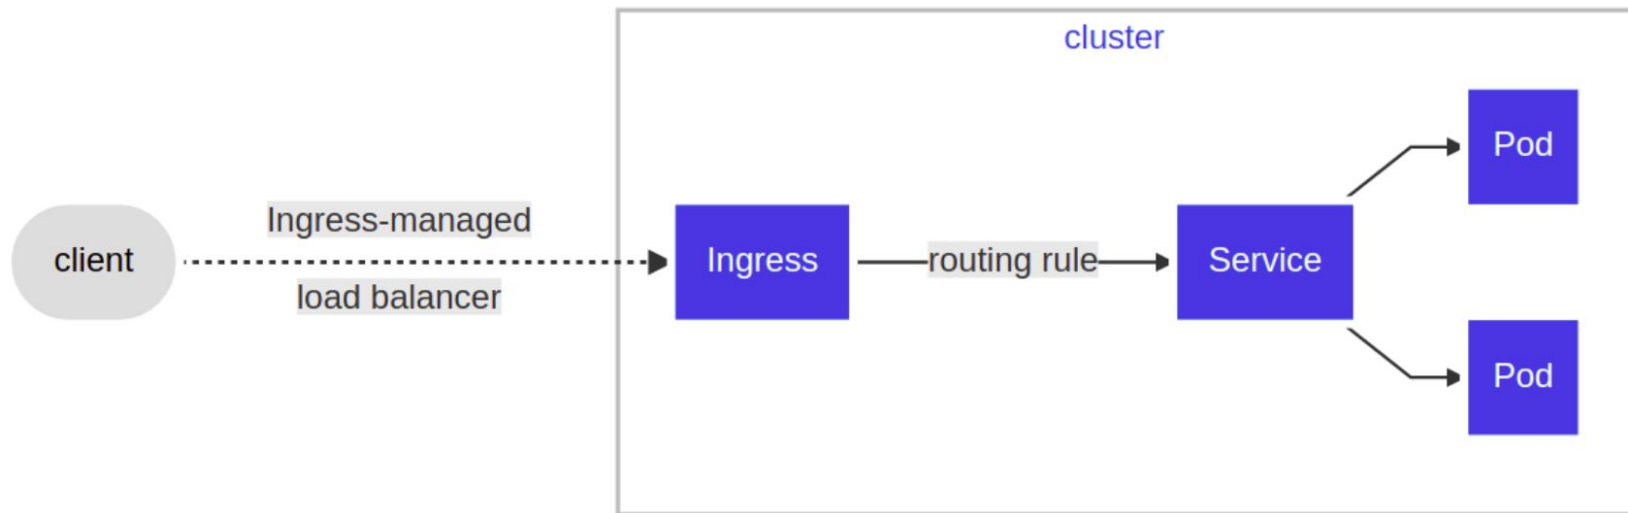 cluster
Pod
Ingress-managed
client
Ingress
routing rule
Service
load balancer
Pod